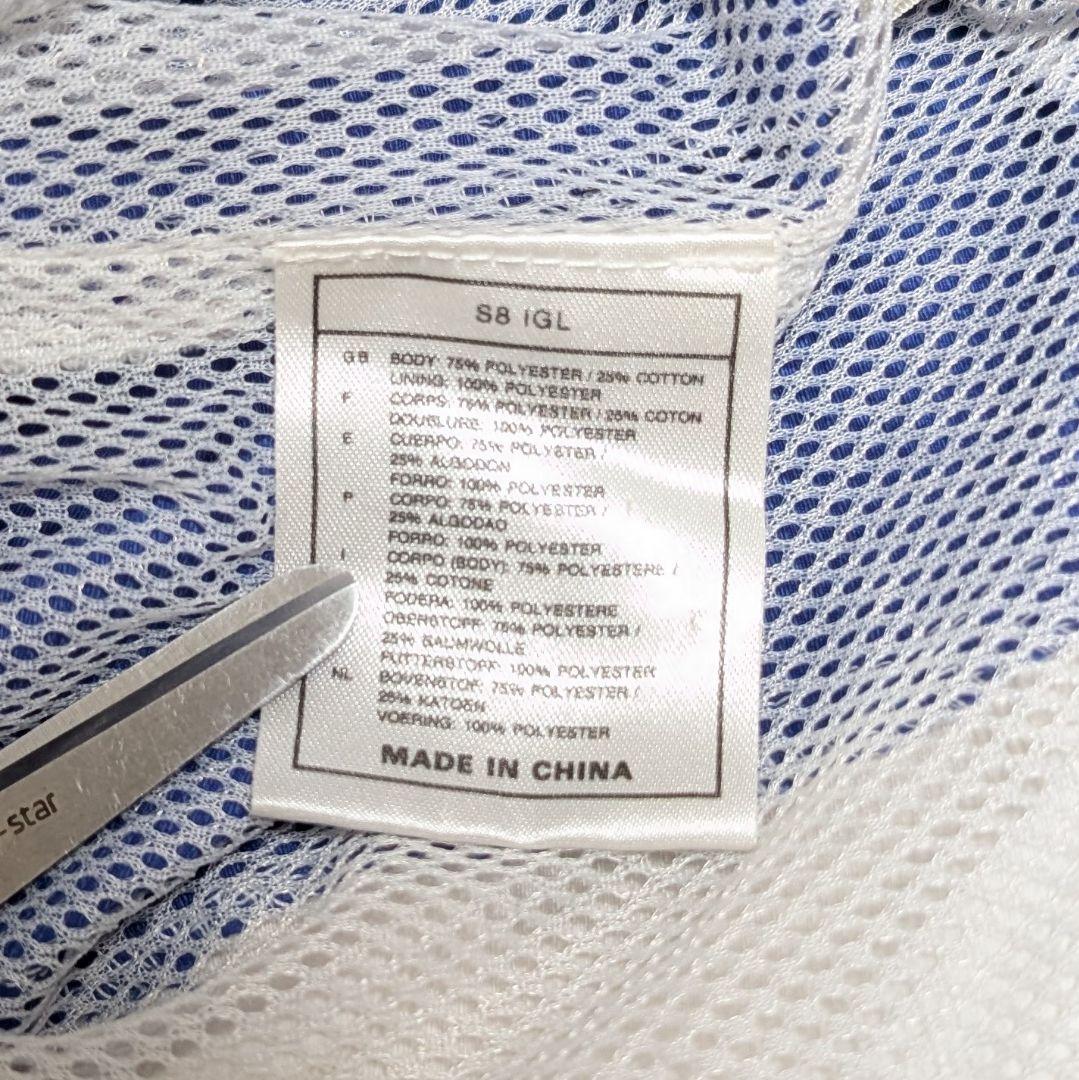 S8 IGL
GB BODY: 75% POLYESTER / 25% COTTON
LINING: 100% POLYESTER
F CORPS: 75% POLYESTER / 25% COTON
DOUBLURE: 100% POLYESTER
E CUERPO: 75% POLYESTER /
25% ALGODON
FORRO: 100% POLYESTER
P CORPO: 75% POLYESTER /
25% ALGODAO
FORRO: 100% POLYESTER
I CORPO (BODY): 75% POLYESTERE /
25% COTONE
FODERA: 100% POLYESTERE
OBERSTOFF: 75% POLYESTER /
25% BAUMWOLLE
FUTTERSTOFF: 100% POLYESTER
NL BOVENSTOF: 75% POLYESTER /
25% KATOEN
VOERING: 100% POLYESTER
MADE IN CHINA
-star